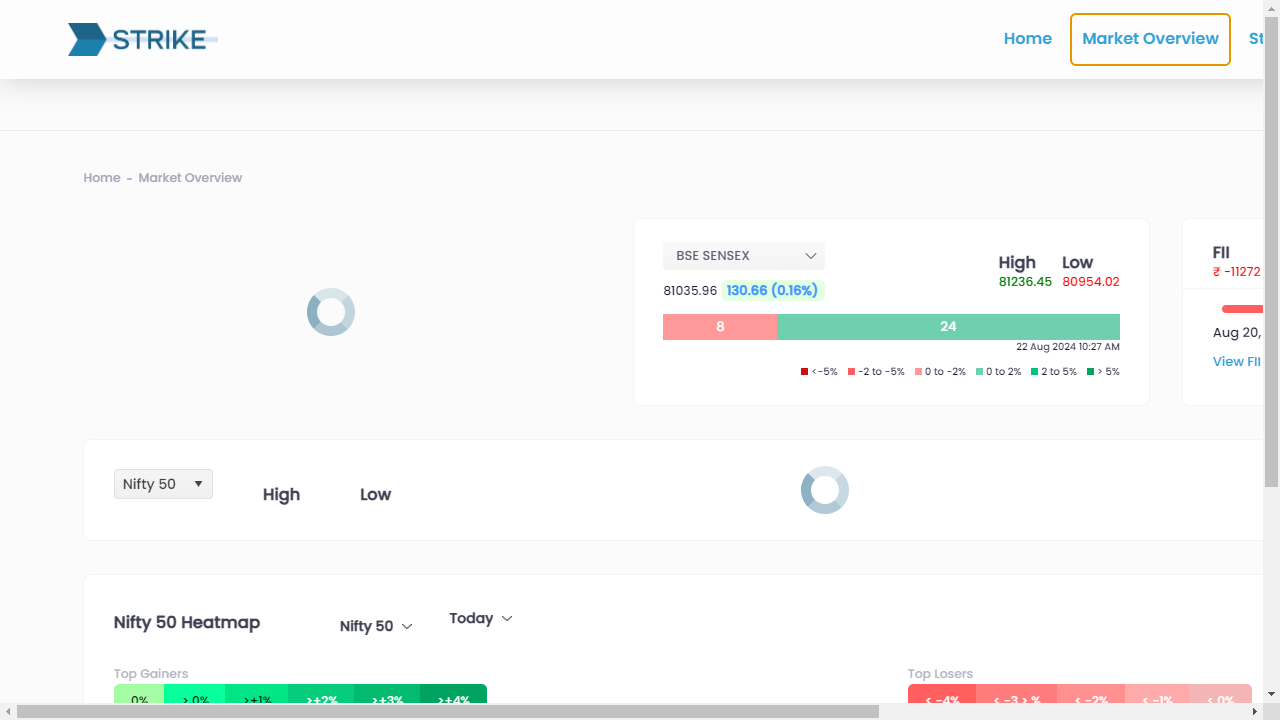 STRIKE
Home
Market Overview
Home - Market Overview
BSE SENSEX
81035.96 130.66 (0.16%)
High Low
81236.45 80954.02
8 24
22 Aug 2024 10:27 AM
<-5% -2 to -5% 0 to -2% 0 to 2% 2 to 5% > 5%
FII
₹ -11272
Aug 20,
View FII
Nifty 50
High Low
Nifty 50 Heatmap
Nifty 50
Today
Top Gainers
0% > 0% >+1% >+2% >+3% >+4%
Top Losers
< -4% < -3 > % < -2% < -1% < 0%